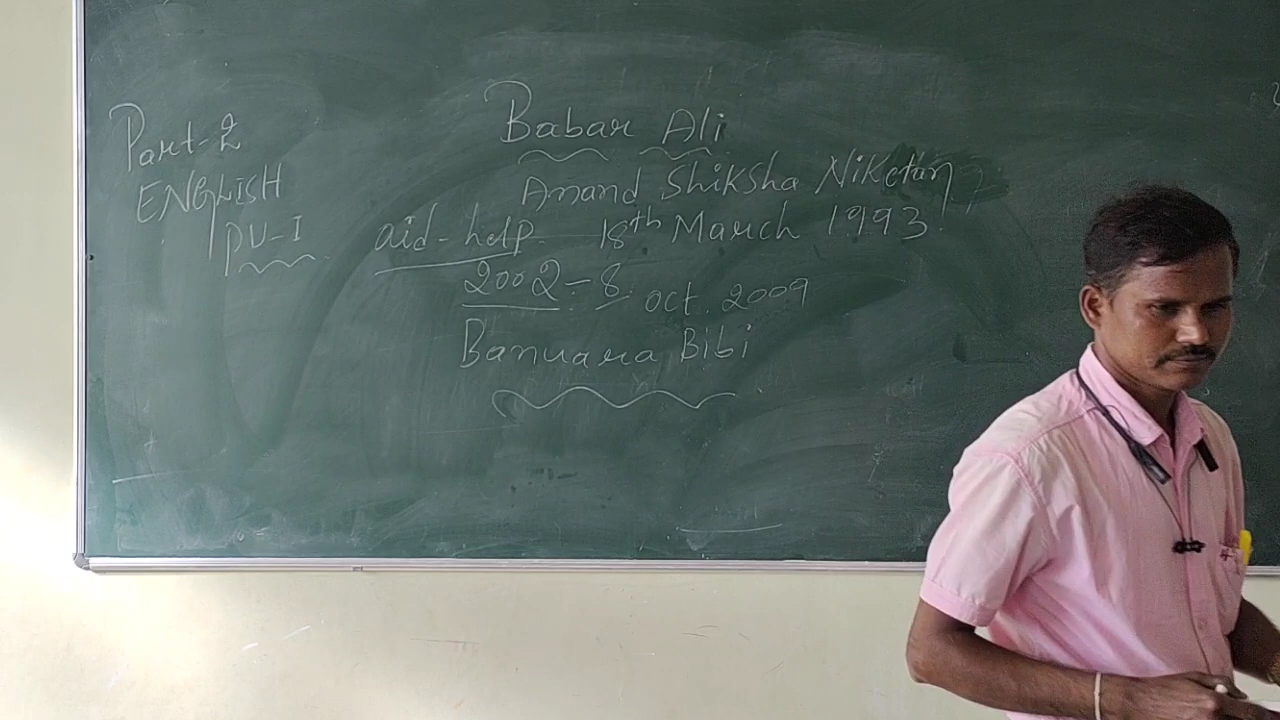 Part-2
ENGLISH
PU-I
Babar Ali
Anand Shiksha Niketan
aid-help. 18th March 1993.
2002-8 oct. 2009
Banuara Bibi